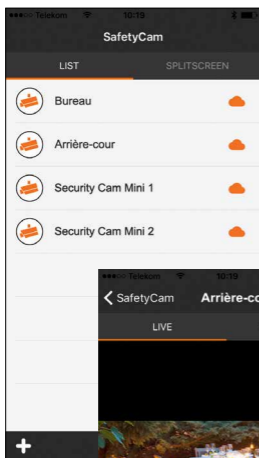 Telekom 10:19
SafetyCam
LIST SPLITSCREEN
Bureau
Arrière-cour
Security Cam Mini 1
Security Cam Mini 2
Telekom 10:19
SafetyCam Arrière-co
LIVE
+